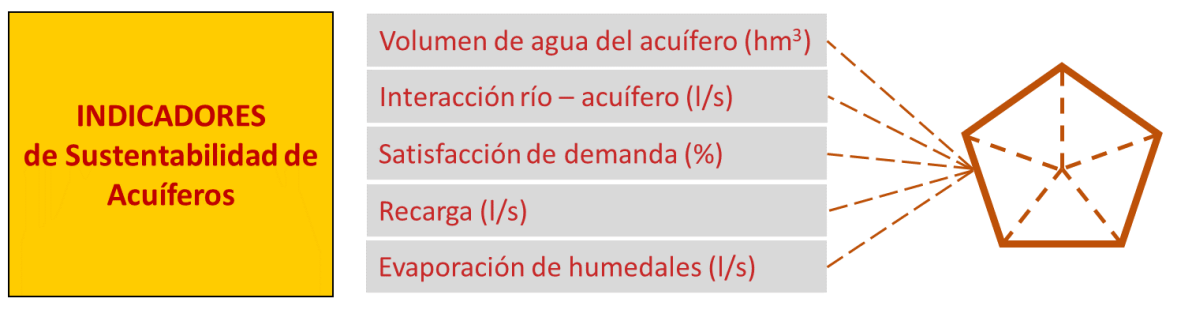 INDICADORES
de Sustentabilidad de
Acuíferos
Volumen de agua del acuífero (hm³)
Interacción río – acuífero (l/s)
Satisfacción de demanda (%)
Recarga (l/s)
Evaporación de humedales (l/s)